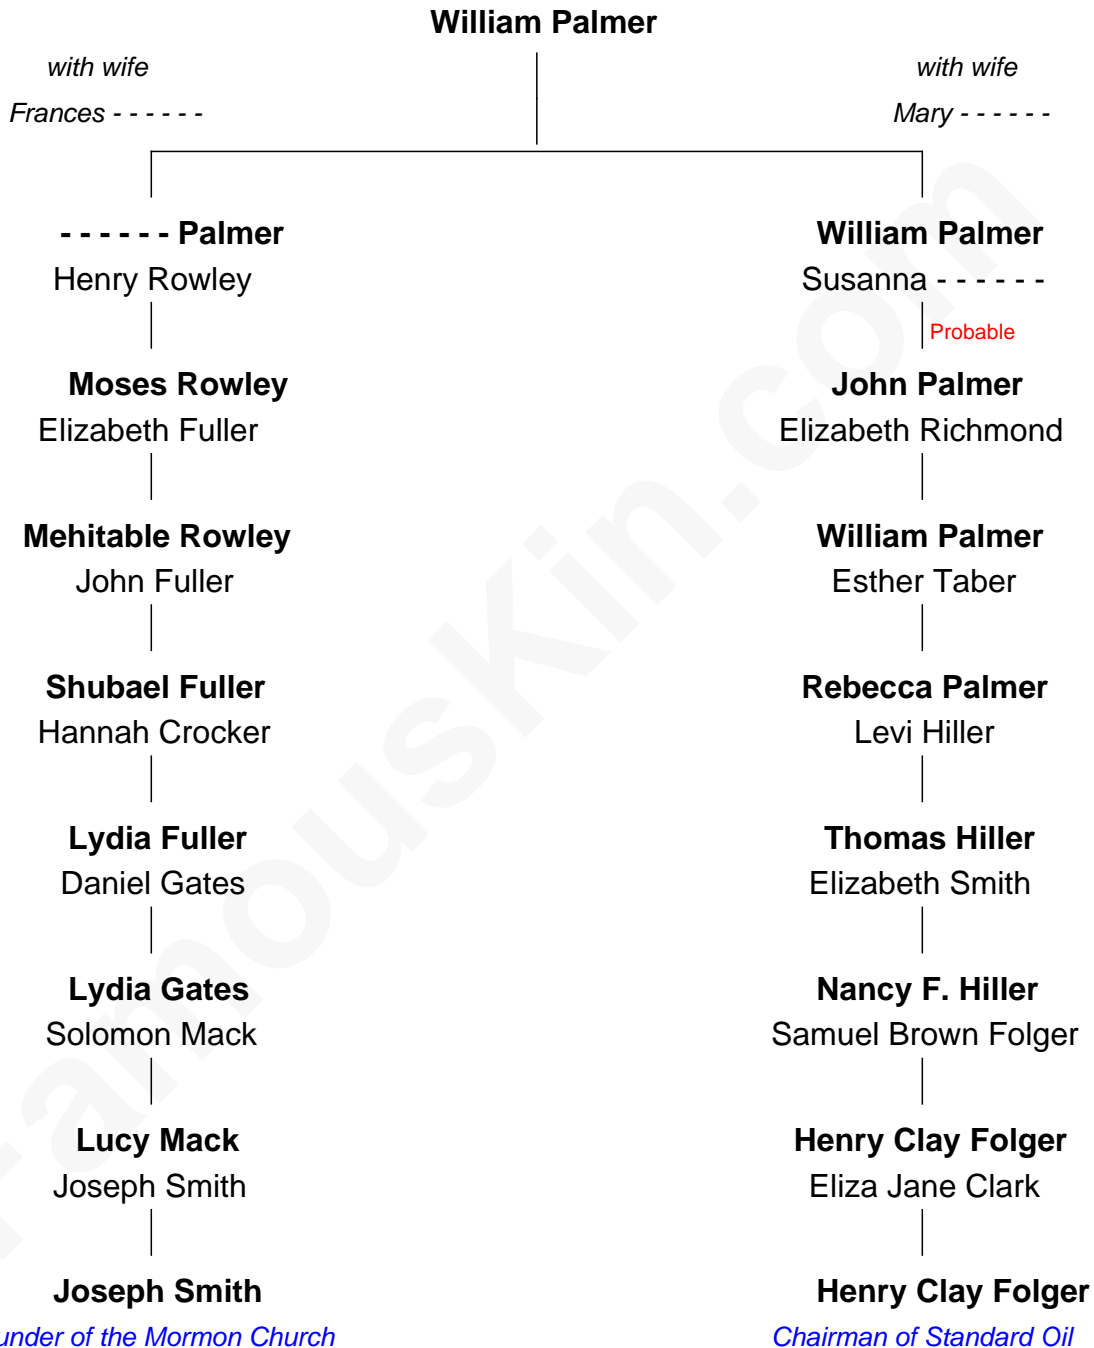 William Palmer
with wife
Frances - - - - - -
with wife
Mary - - - - - -
- - - - - - Palmer
Henry Rowley
William Palmer
Susanna - - - - - -
Probable
Moses Rowley
Elizabeth Fuller
John Palmer
Elizabeth Richmond
Mehitable Rowley
John Fuller
William Palmer
Esther Taber
Shubael Fuller
Hannah Crocker
Rebecca Palmer
Levi Hiller
Lydia Fuller
Daniel Gates
Thomas Hiller
Elizabeth Smith
Lydia Gates
Solomon Mack
Nancy F. Hiller
Samuel Brown Folger
Lucy Mack
Joseph Smith
Henry Clay Folger
Eliza Jane Clark
Joseph Smith
under of the Mormon Church
Henry Clay Folger
Chairman of Standard Oil
FamousKin.com